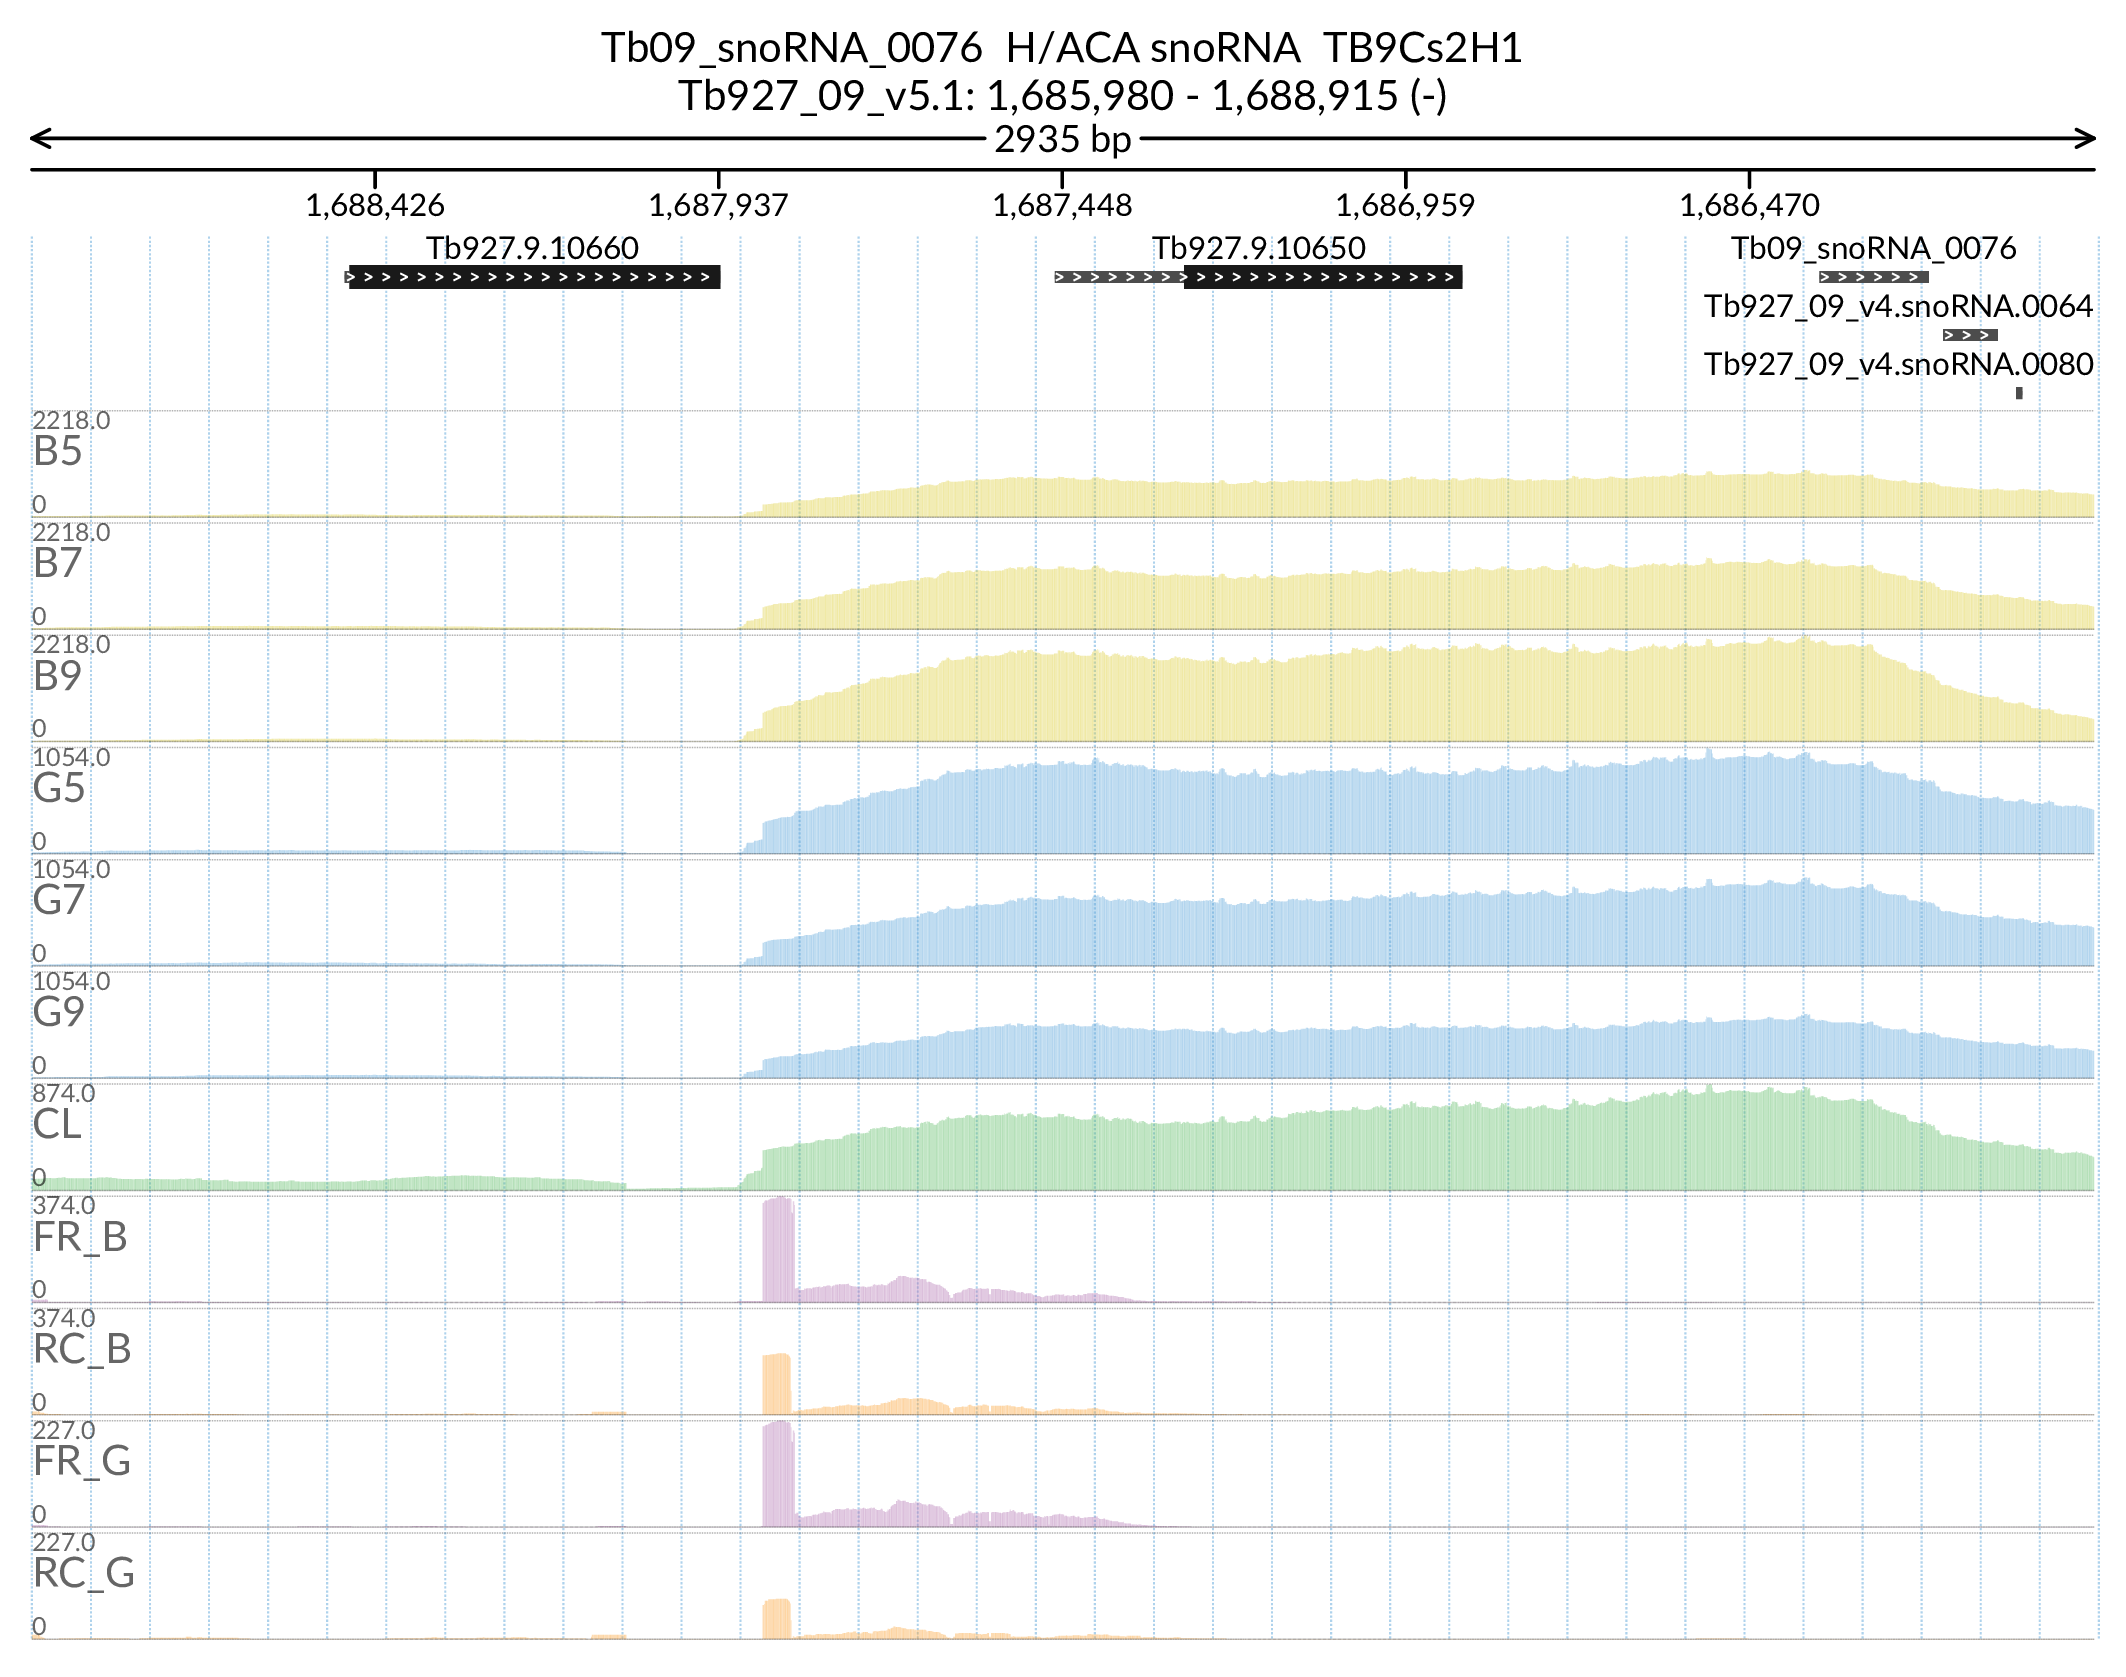 Tb09_snoRNA_0076 H/ACA snoRNA TB9Cs2H1
Tb927_09_v5.1: 1,685,980 - 1,688,915 (-)
2935 bp
1,688,426 1,687,937 1,687,448 1,686,959 1,686,470
Tb927.9.10660 Tb927.9.10650 Tb09_snoRNA_0076
Tb927_09_v4.snoRNA.0064
Tb927_09_v4.snoRNA.0080
2218.0
B5
0
2218.0
B7
0
2218.0
B9
0
1054.0
G5
0
1054.0
G7
0
1054.0
G9
0
874.0
CL
0
374.0
FR_B
0
374.0
RC_B
0
227.0
FR_G
0
227.0
RC_G
0